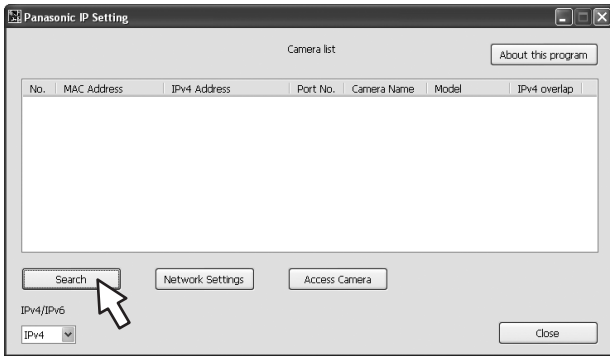 Panasonic IP Setting
Camera list
About this program
No. MAC Address IPv4 Address Port No. Camera Name Model IPv4 overlap
Search Network Settings Access Camera
IPv4/IPv6
IPv4 Close